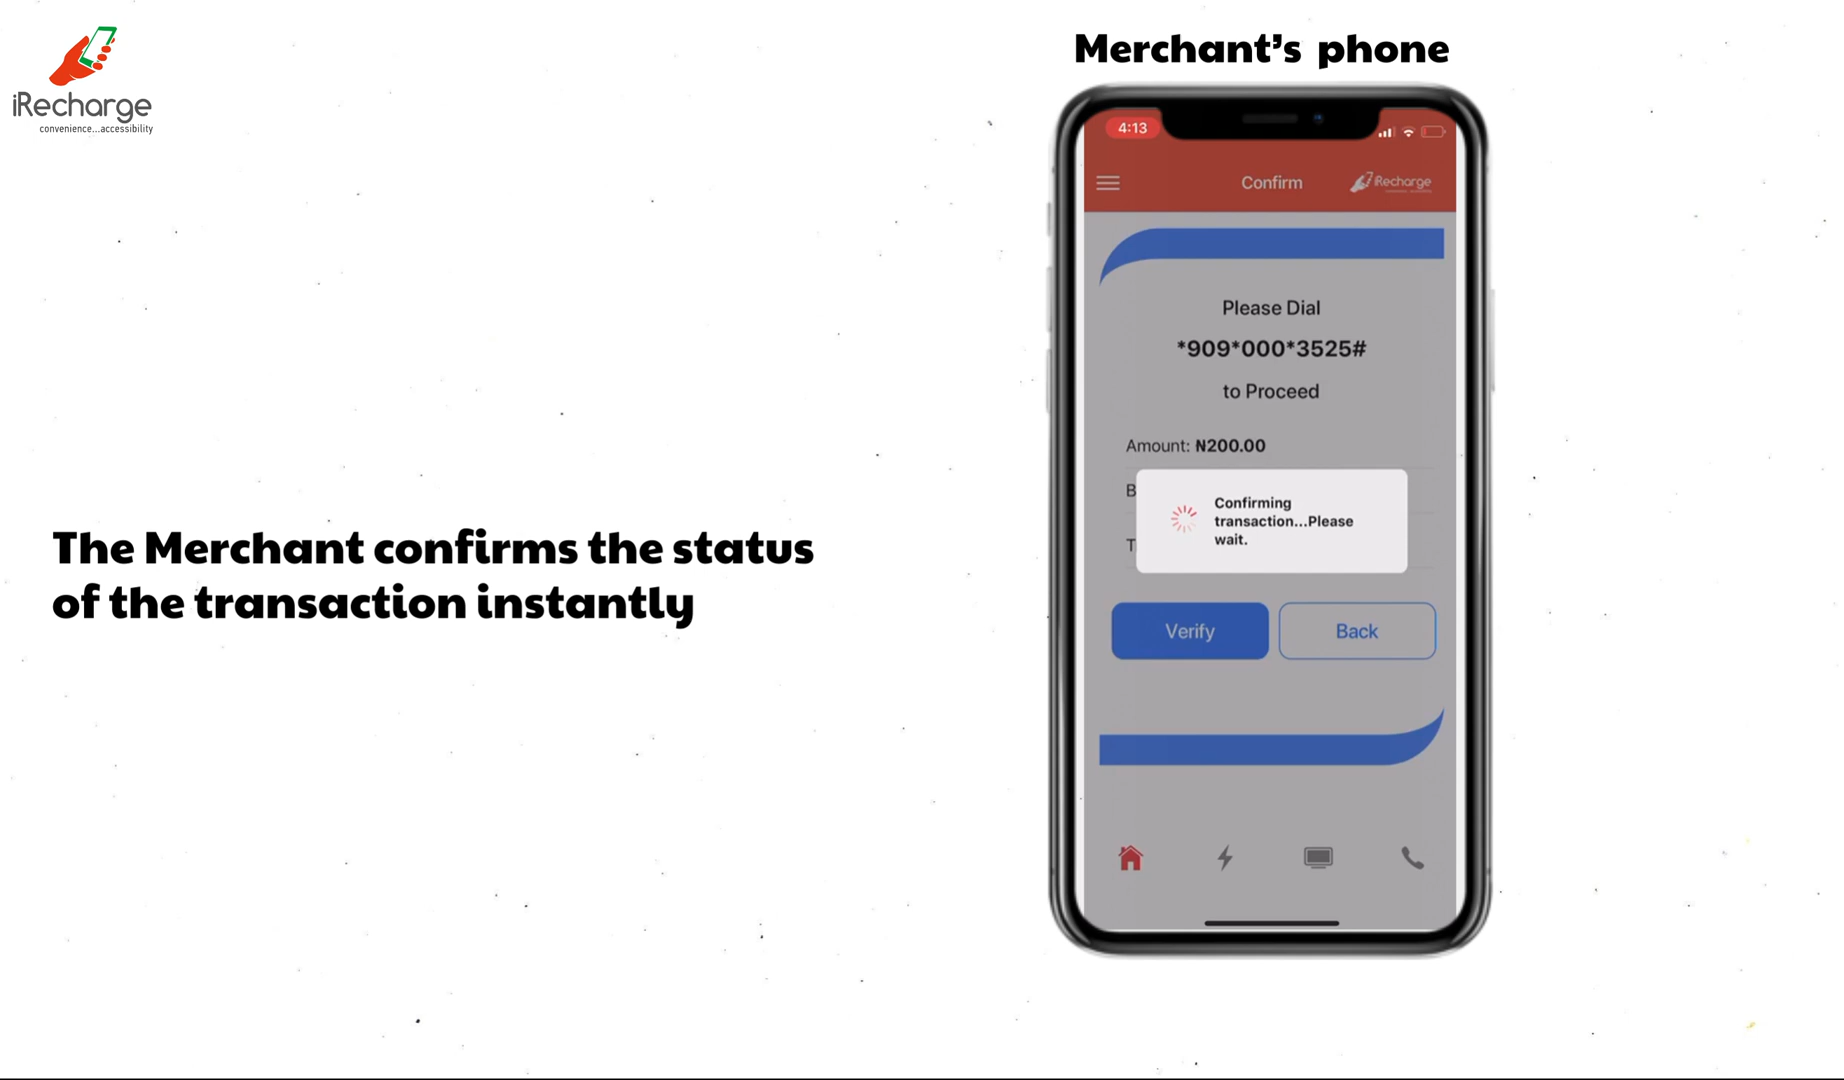 iRecharge
convenience...accessibility
Merchant's phone
4:13
Confirm
iRecharge
Please Dial
*909*000*3525#
to Proceed
Amount: ₦200.00
B
Confirming
transaction...Please
wait.
T
Verify
Back
The Merchant confirms the status
of the transaction instantly